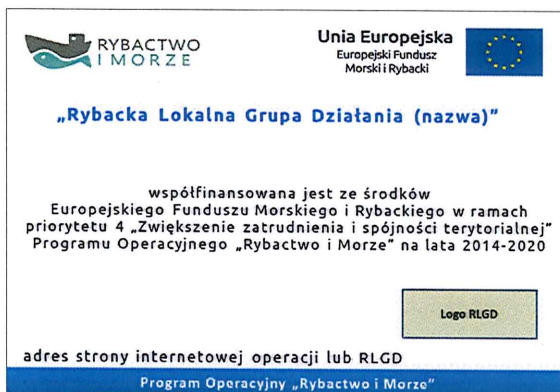 RYBACTWO
I MORZE
Unia Europejska
Europejski Fundusz
Morski i Rybacki
„Rybacka Lokalna Grupa Działania (nazwa)”
współfinansowana jest ze środków
Europejskiego Funduszu Morskiego i Rybackiego w ramach
priorytetu 4 „Zwiększenie zatrudnienia i spójności terytorialnej”
Programu Operacyjnego „Rybactwo i Morze” na lata 2014-2020
Logo RLGD
adres strony internetowej operacji lub RLGD
Program Operacyjny „Rybactwo i Morze”